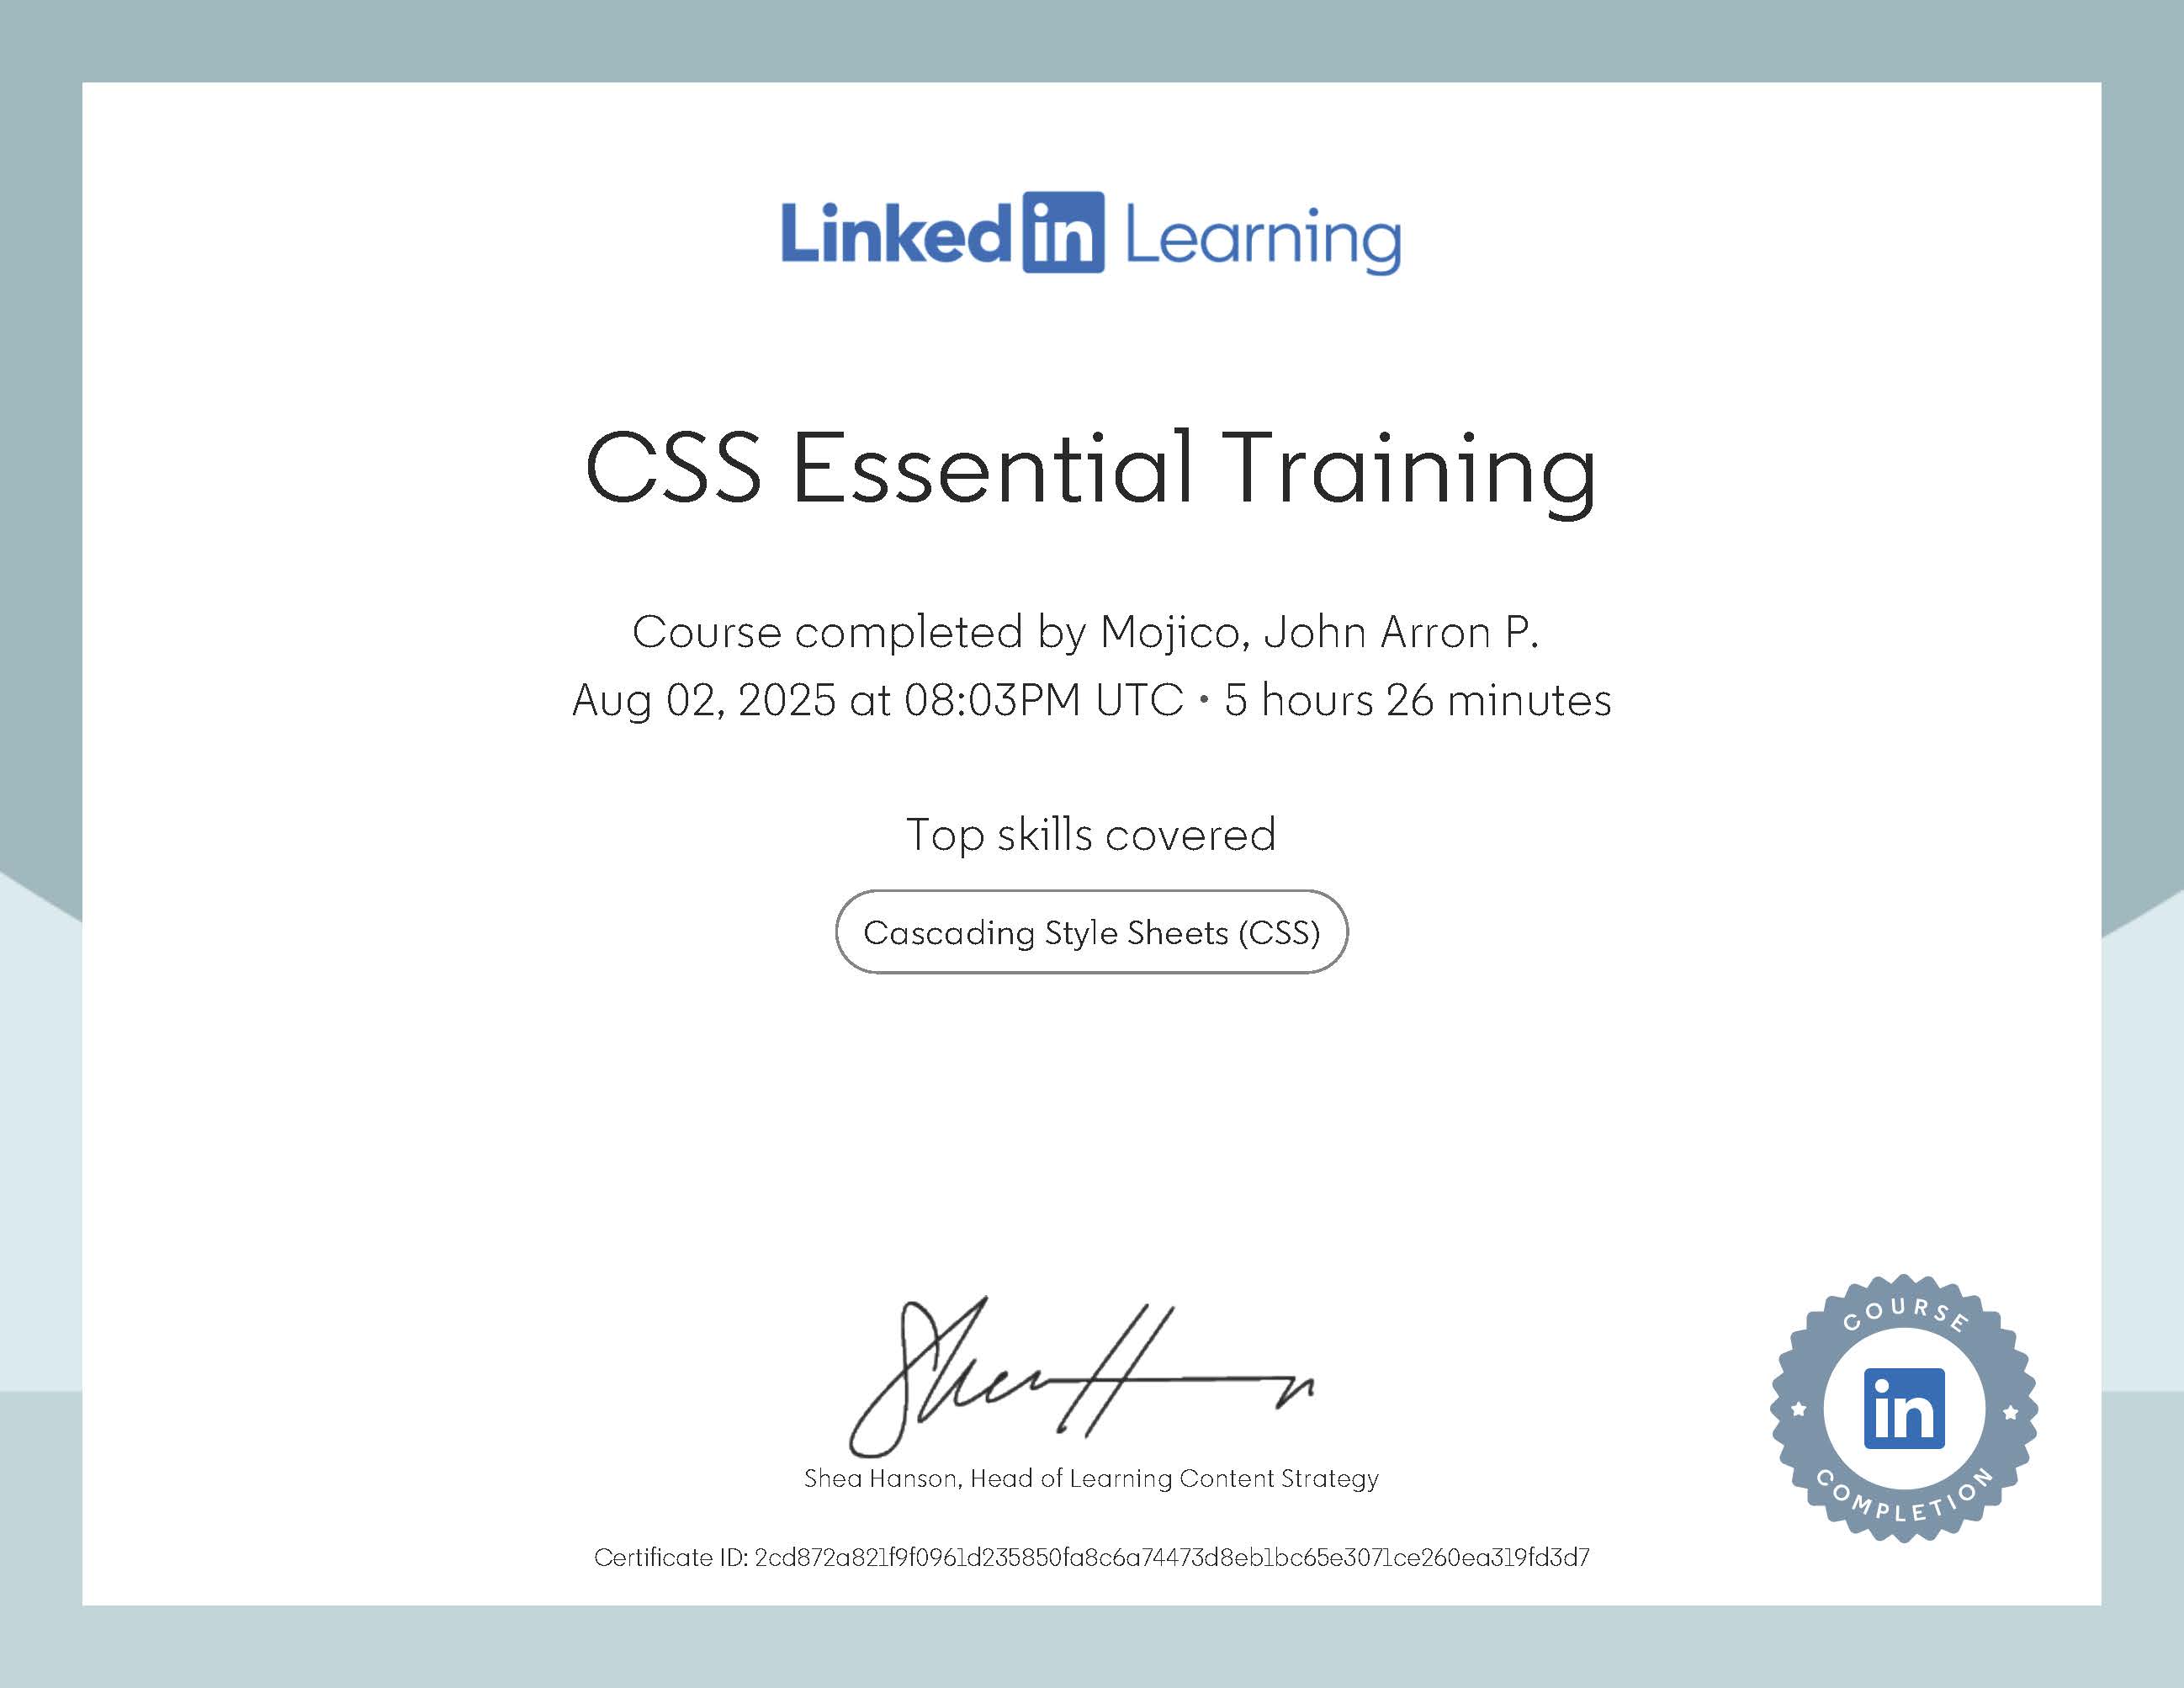 Linked in Learning
CSS Essential Training
Course completed by Mojico, John Arron P.
Aug 02, 2025 at 08:03PM UTC • 5 hours 26 minutes
Top skills covered
Cascading Style Sheets (CSS)
Shea Hanson, Head of Learning Content Strategy
Certificate ID: 2cd872a821f9f0961d235850fa8c6a74473d8eb1bc65e3071ce260ea319fd3d7
COURSE
in
COMPLETION